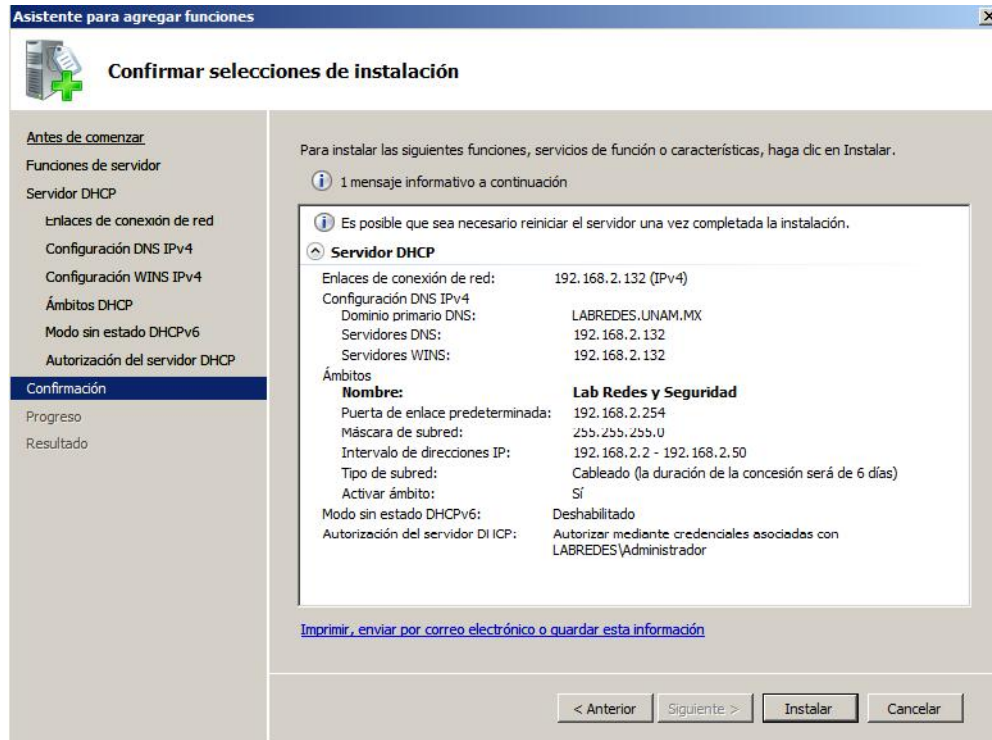 Asistente para agregar funciones
Confirmar selecciones de instalación
Antes de comenzar
Funciones de servidor
Servidor DHCP
Enlaces de conexión de red
Configuración DNS IPv4
Configuración WINS IPv4
Ámbitos DHCP
Modo sin estado DHCPv6
Autorización del servidor DHCP
Confirmación
Progreso
Resultado
Para instalar las siguientes funciones, servicios de función o características, haga clic en Instalar.
1 mensaje informativo a continuación
Es posible que sea necesario reiniciar el servidor una vez completada la instalación.
Servidor DHCP
Enlaces de conexión de red: 192.168.2.132 (IPv4)
Configuración DNS IPv4
Dominio primario DNS: LABREDES.UNAM.MX
Servidores DNS: 192.168.2.132
Servidores WINS: 192.168.2.132
Ámbitos
Nombre: Lab Redes y Seguridad
Puerta de enlace predeterminada: 192.168.2.254
Máscara de subred: 255.255.255.0
Intervalo de direcciones IP: 192.168.2.2 - 192.168.2.50
Tipo de subred: Cableado (la duración de la concesión será de 6 días)
Activar ámbito: Sí
Modo sin estado DHCPv6: Deshabilitado
Autorización del servidor DHCP: Autorizar mediante credenciales asociadas con
LABREDES\Administrador
Imprimir, enviar por correo electrónico o guardar esta información
< Anterior Siguiente > Instalar Cancelar